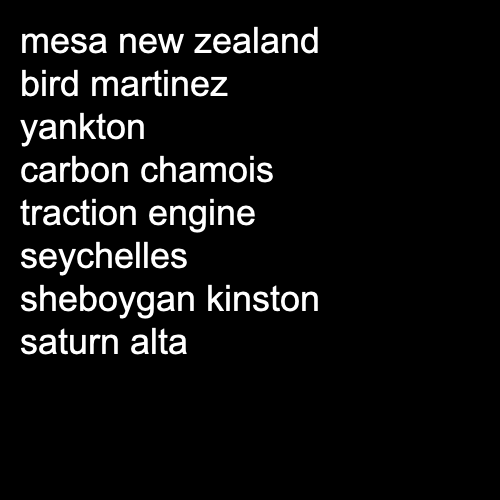 mesa new zealand
bird martinez
yankton
carbon chamois
traction engine
seychelles
sheboygan kinston
saturn alta